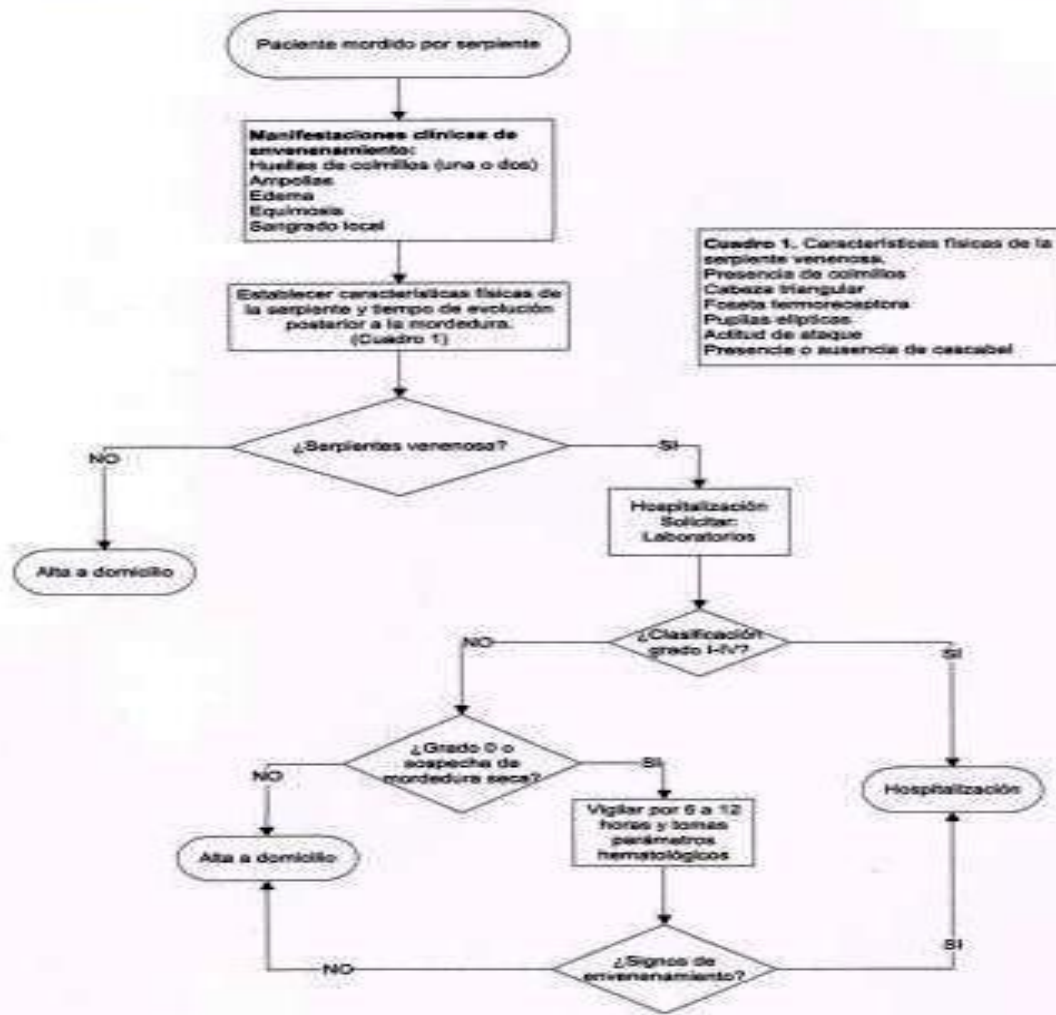 Paciente mordido por serpiente
Manifestaciones clínicas de
envenenamiento:
Huellas de colmillos (una o dos)
Ampollas
Edema
Equimosis
Sangrado local
Cuadro 1. Características físicas de la
serpiente venenosa.
Presencia de colmillos
Cabeza triangular
Foseta termoreceptora
Pupilas elípticas
Actitud de ataque
Presencia o ausencia de cascabel
Establecer características físicas de
la serpiente y tiempo de evolución
posterior a la mordedura.
(Cuadro 1)
¿Serpientes venenosa?
NO
SI
Hospitalización
Solicitar:
Laboratorios
Alta a domicilio
¿Clasificación
grado I-IV?
NO
SI
¿Grado 0 o
sospecha de
mordedura seca?
NO
SI
Hospitalización
Vigilar por 6 a 12
horas y tomas
parámetros
hematológicos
Alta a domicilio
¿Signos de
envenenamiento?
NO
SI